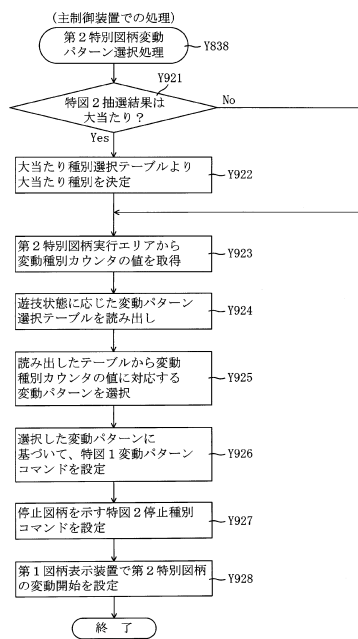 (主制御装置での処理)
第2特別図柄変動
パターン選択処理
Y838
Y921
特図2抽選結果は
大当たり?
No
Yes
大当たり種別選択テーブルより
大当たり種別を決定
Y922
第2特別図柄実行エリアから
変動種別カウンタの値を取得
Y923
遊技状態に応じた変動パターン
選択テーブルを読み出し
Y924
読み出したテーブルから変動
種別カウンタの値に対応する
変動パターンを選択
Y925
選択した変動パターンに
基づいて、特図1変動パターン
コマンドを設定
Y926
停止図柄を示す特図2停止種別
コマンドを設定
Y927
第1図柄表示装置で第2特別図柄
の変動開始を設定
Y928
終了